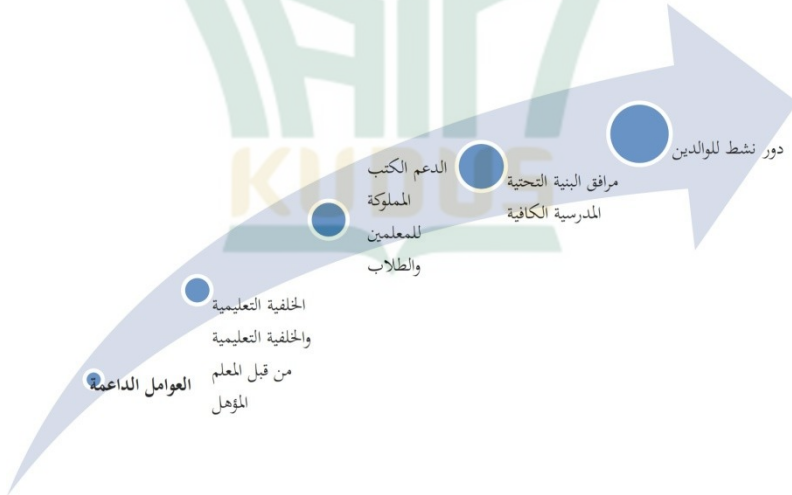 العوامل الداعمة
الخلفية التعليمية
والخلفية التعليمية
من قبل المعلم
المؤهل
الدعم الكتب
المملوكة
للمعلمين
والطلاب
مرافق البنية التحتية
المدرسية الكافية
دور نشط للوالدين
KUDUS